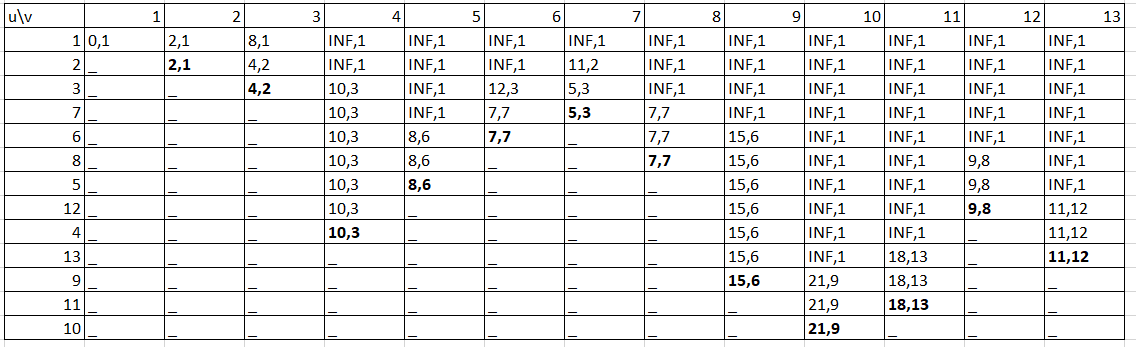 u\v 1 2 3 4 5 6 7 8 9 10 11 12 13
1 0,1 2,1 8,1 INF,1 INF,1 INF,1 INF,1 INF,1 INF,1 INF,1 INF,1 INF,1 INF,1
2 _ 2,1 4,2 INF,1 INF,1 INF,1 11,2 INF,1 INF,1 INF,1 INF,1 INF,1 INF,1
3 _ _ 4,2 10,3 INF,1 12,3 5,3 INF,1 INF,1 INF,1 INF,1 INF,1 INF,1
7 _ _ _ 10,3 INF,1 7,7 5,3 7,7 INF,1 INF,1 INF,1 INF,1 INF,1
6 _ _ _ 10,3 8,6 7,7 _ 7,7 15,6 INF,1 INF,1 INF,1 INF,1
8 _ _ _ 10,3 8,6 _ _ 7,7 15,6 INF,1 INF,1 9,8 INF,1
5 _ _ _ 10,3 8,6 _ _ _ 15,6 INF,1 INF,1 9,8 INF,1
12 _ _ _ 10,3 _ _ _ _ 15,6 INF,1 INF,1 9,8 11,12
4 _ _ _ 10,3 _ _ _ _ 15,6 INF,1 INF,1 _ 11,12
13 _ _ _ _ _ _ _ _ 15,6 INF,1 18,13 _ 11,12
9 _ _ _ _ _ _ _ _ 15,6 21,9 18,13 _ _
11 _ _ _ _ _ _ _ _ _ 21,9 18,13 _ _
10 _ _ _ _ _ _ _ _ _ 21,9 _ _ _